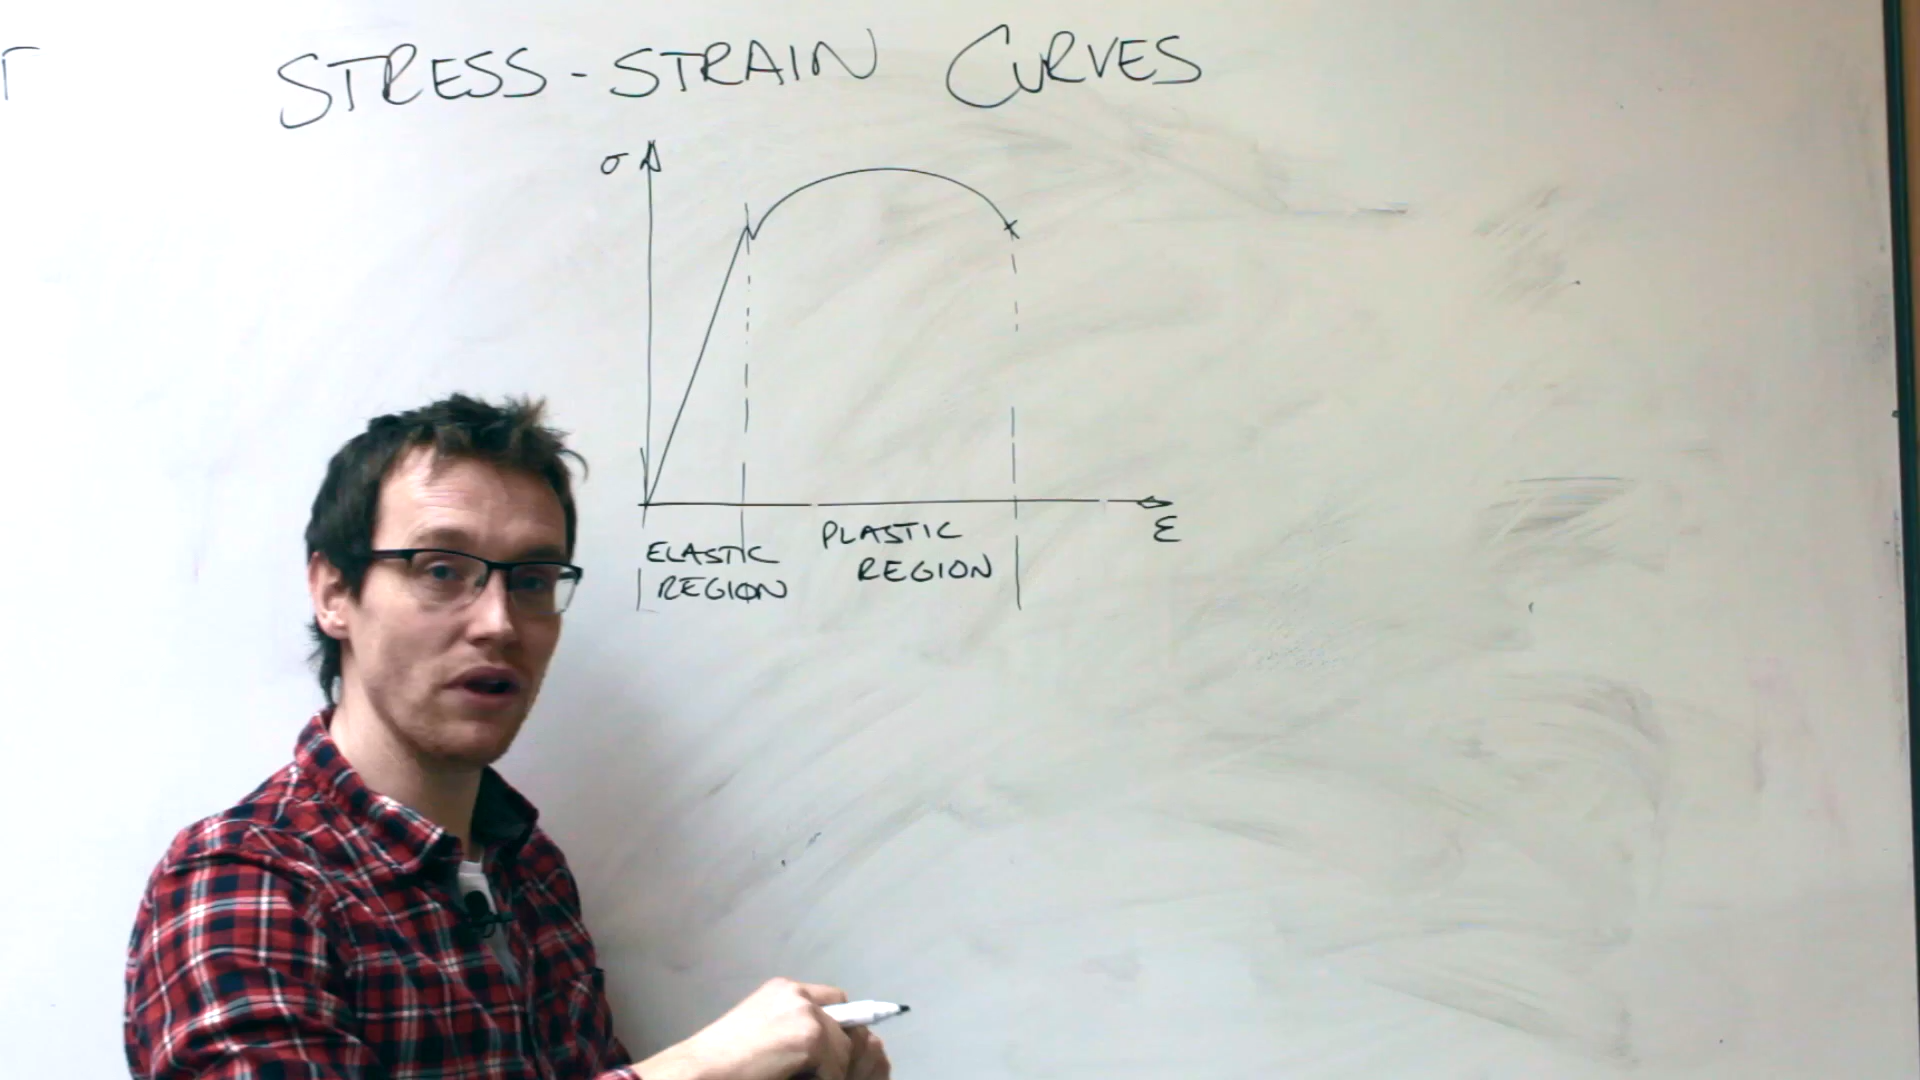 STRESS-STRAIN CURVES
σ
ε
ELASTIC
REGION
PLASTIC
REGION